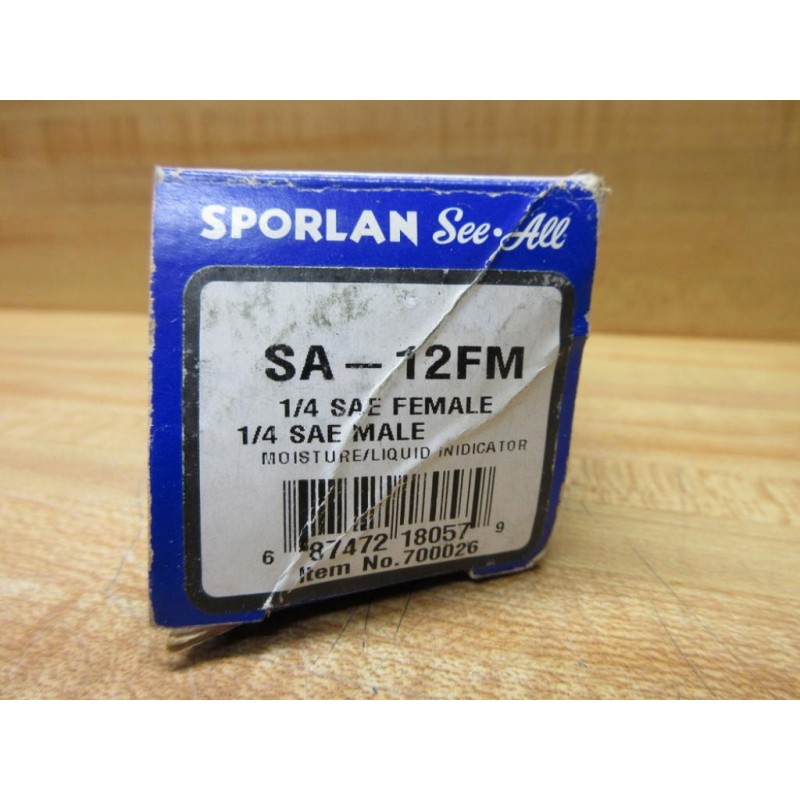 SPORLAN See·All
SA – 12FM
1/4 SAE FEMALE
1/4 SAE MALE
MOISTURE/LIQUID INIDICATOR
6 87472 18057 9
Item No.700026